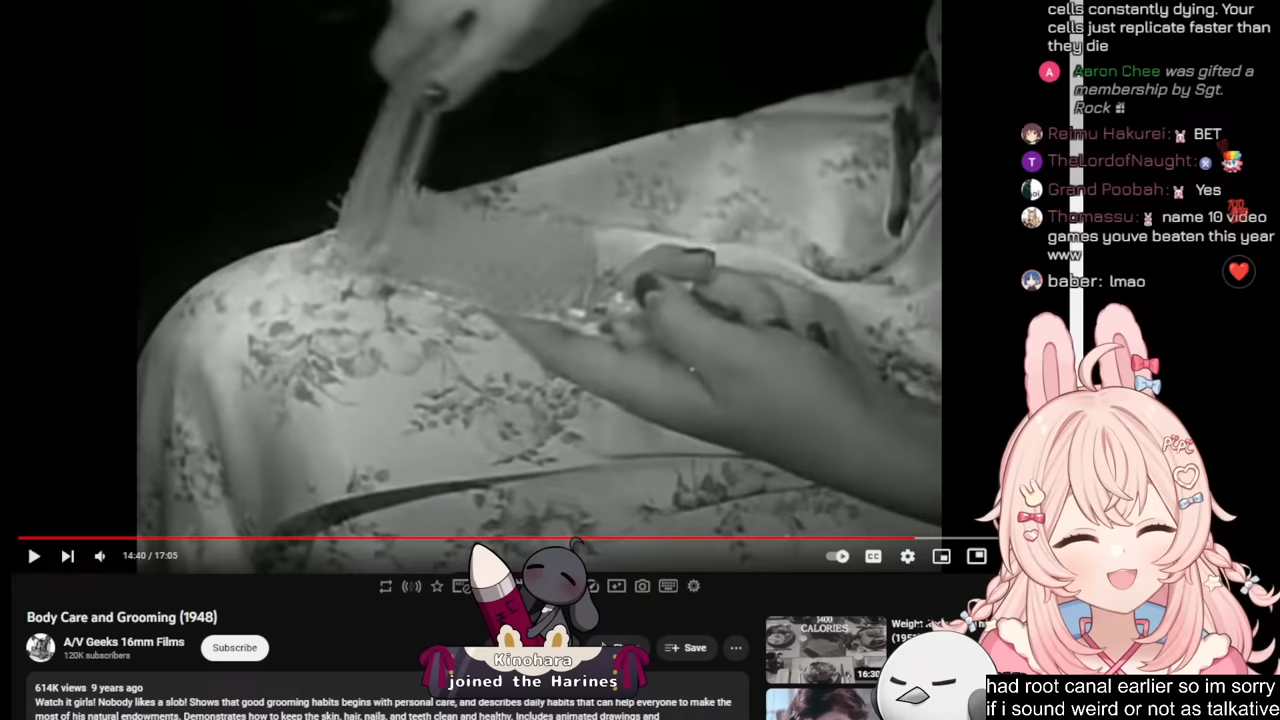 cells constantly dying. Your
cells just replicate faster than
they die
A Aaron Chee was gifted a
membership by Sgt.
Rock
Reimu Hakurei: BET
T TheLordofNaught:
Grand Poobah: Yes
Thomassu: name 10 video
games youve beaten this year
www
baber: lmao
14:40 / 17:05
CC
Body Care and Grooming (1948)
A/V Geeks 16mm Films
120K subscribers
Subscribe
Save
Kinohara
joined the Harines
1400
CALORIES
16:30
614K views 9 years ago
Watch it girls! Nobody likes a slob! Shows that good grooming habits begins with personal care, and describes daily habits that can help everyone to make the
most of his natural endowments. Demonstrates how to keep the skin, hair, nails, and teeth clean and healthy. Includes animated drawings and
pipi
had root canal earlier so im sorry
if i sound weird or not as talkative